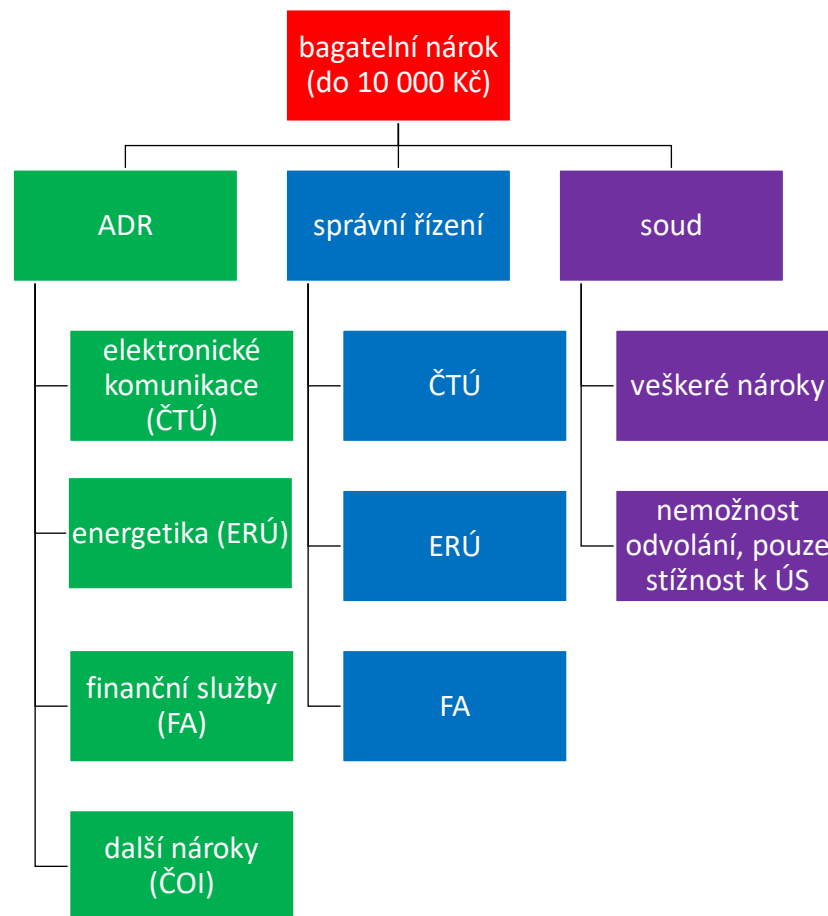 bagatelní nárok
(do 10 000 Kč)
ADR
správní řízení
soud
elektronické
komunikace
(ČTÚ)
energetika (ERÚ)
finanční služby
(FA)
další nároky
(ČOI)
ČTÚ
ERÚ
FA
veškeré nároky
nemožnost
odvolání, pouze
stížnost k ÚS